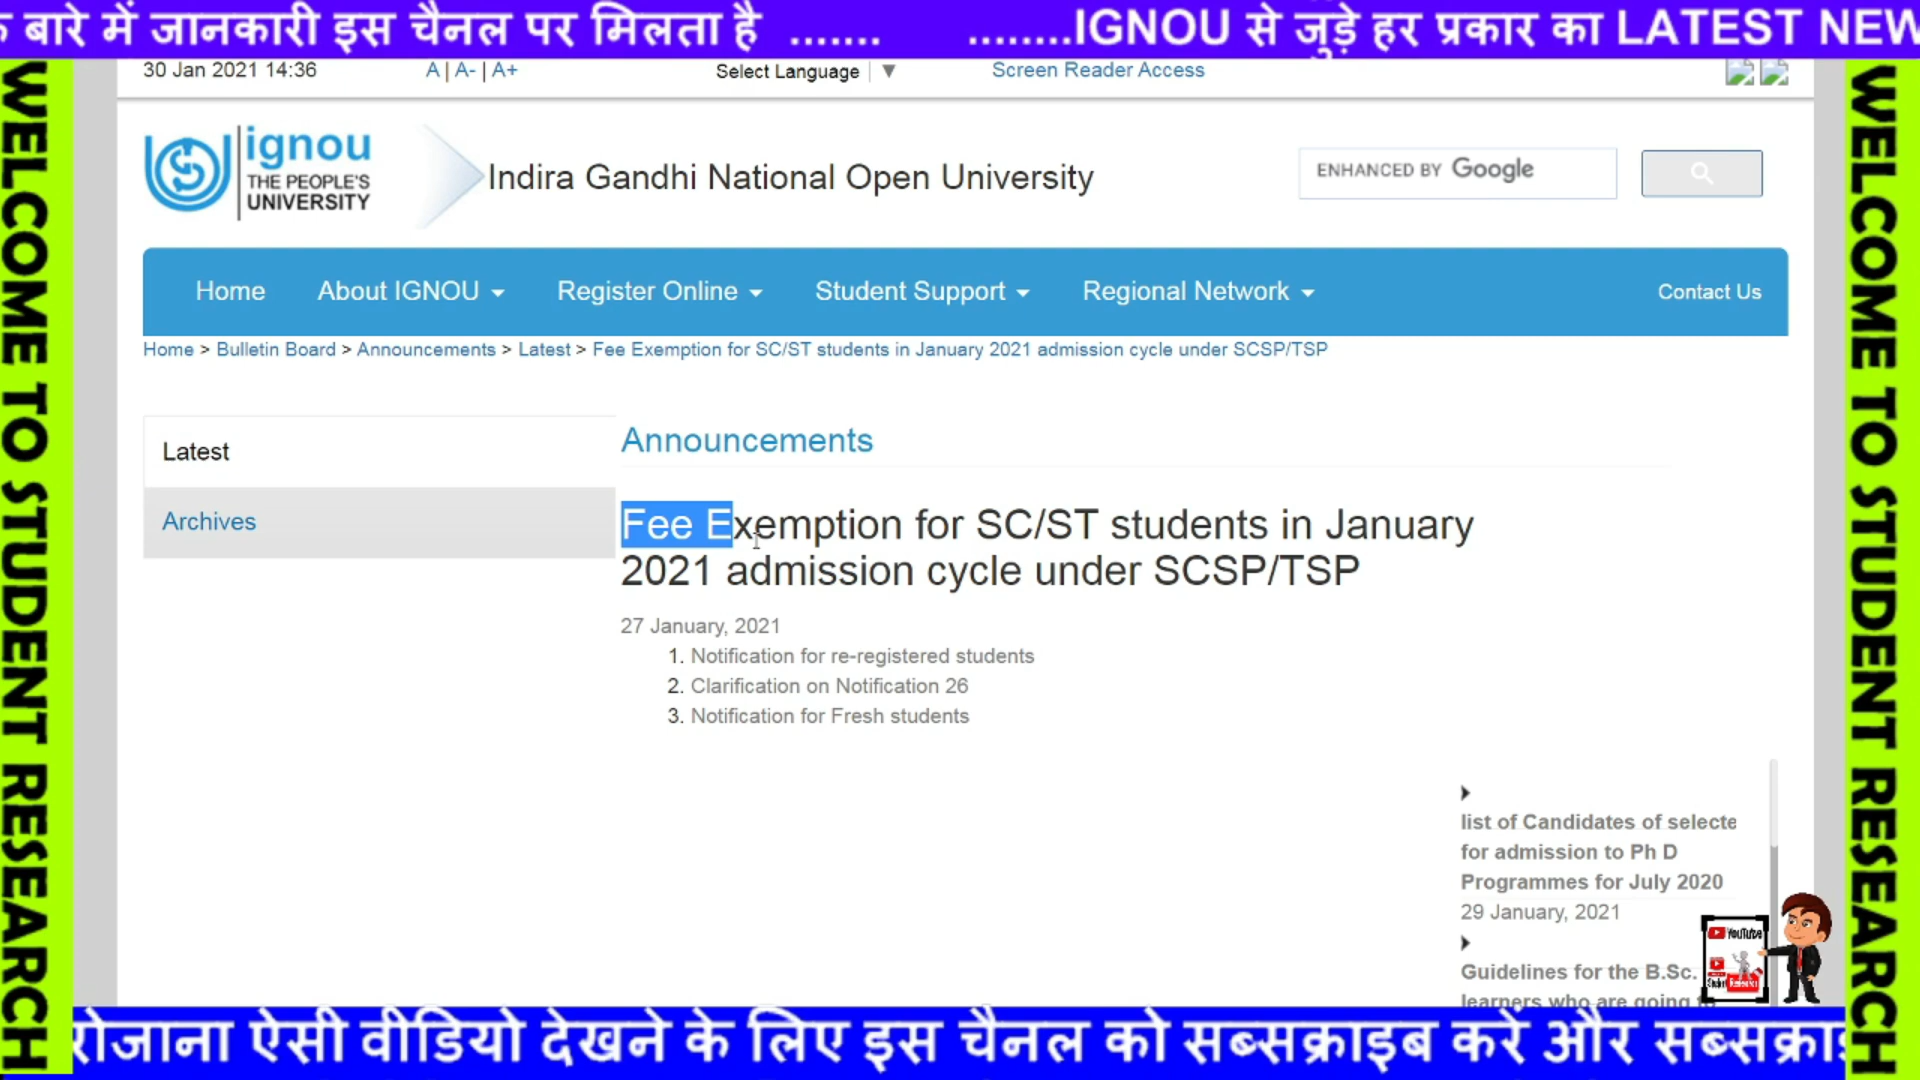 बारे में जानकारी इस चैनल पर मिलता है ....... ........IGNOU से जुड़े हर प्रकार का LATEST NEW
30 Jan 2021 14:36 A | A- | A+ Select Language ▼ Screen Reader Access
ignou
THE PEOPLE'S
UNIVERSITY
Indira Gandhi National Open University
ENHANCED BY Google
Home About IGNOU Register Online Student Support Regional Network Contact Us
Home > Bulletin Board > Announcements > Latest > Fee Exemption for SC/ST students in January 2021 admission cycle under SCSP/TSP
Latest
Archives
Announcements
Fee Exemption for SC/ST students in January
2021 admission cycle under SCSP/TSP
27 January, 2021
1. Notification for re-registered students
2. Clarification on Notification 26
3. Notification for Fresh students
list of Candidates of selecte
for admission to Ph D
Programmes for July 2020
29 January, 2021
Guidelines for the B.Sc.
learners who are going
YouTube
WELCOME TO STUDENT RESEARCH
WELCOME TO STUDENT RESEARCH
रोजाना ऐसी वीडियो देखने के लिए इस चैनल को सब्सक्राइब करें और